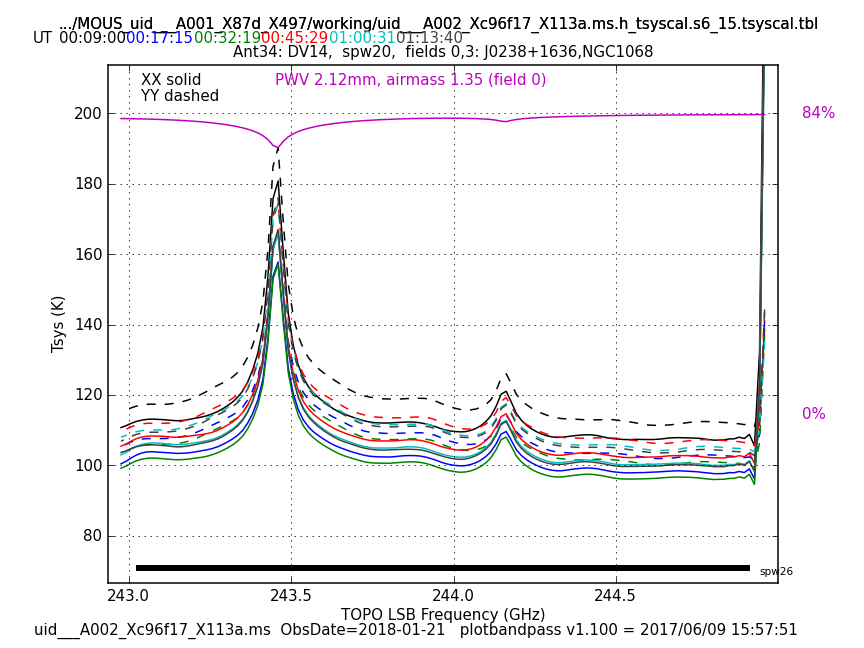 .../MOUS_uid___A001_X87d_X497/working/uid___A002_Xc96f17_X113a.ms.h_tsyscal.s6_15.tsyscal.tbl
UT 00:09:00 00:17:15 00:32:19 00:45:29 01:00:31 01:13:40
Ant34: DV14, spw20, fields 0,3: J0238+1636,NGC1068
XX solid
PWV 2.12mm, airmass 1.35 (field 0)
YY dashed
84%
0%
200
180
160
140
120
100
80
Tsys (K)
spw26
243.0 243.5 244.0 244.5
TOPO LSB Frequency (GHz)
uid___A002_Xc96f17_X113a.ms ObsDate=2018-01-21 plotbandpass v1.100 = 2017/06/09 15:57:51